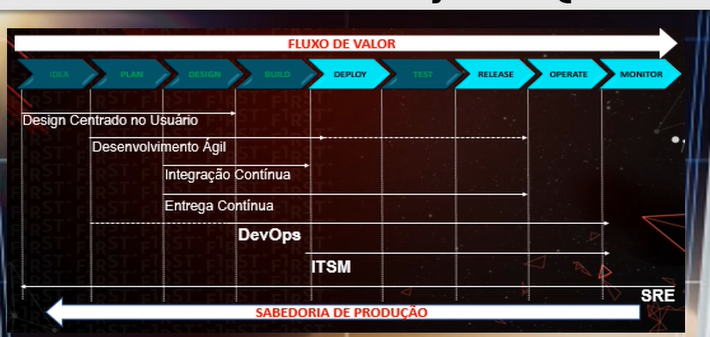 FLUXO DE VALOR
IDEA PLAN DESIGN BUILD DEPLOY TEST RELEASE OPERATE MONITOR
Design Centrado no Usuário
Desenvolvimento Ágil
Integração Contínua
Entrega Contínua
DevOps
ITSM
SRE
SABEDORIA DE PRODUÇÃO